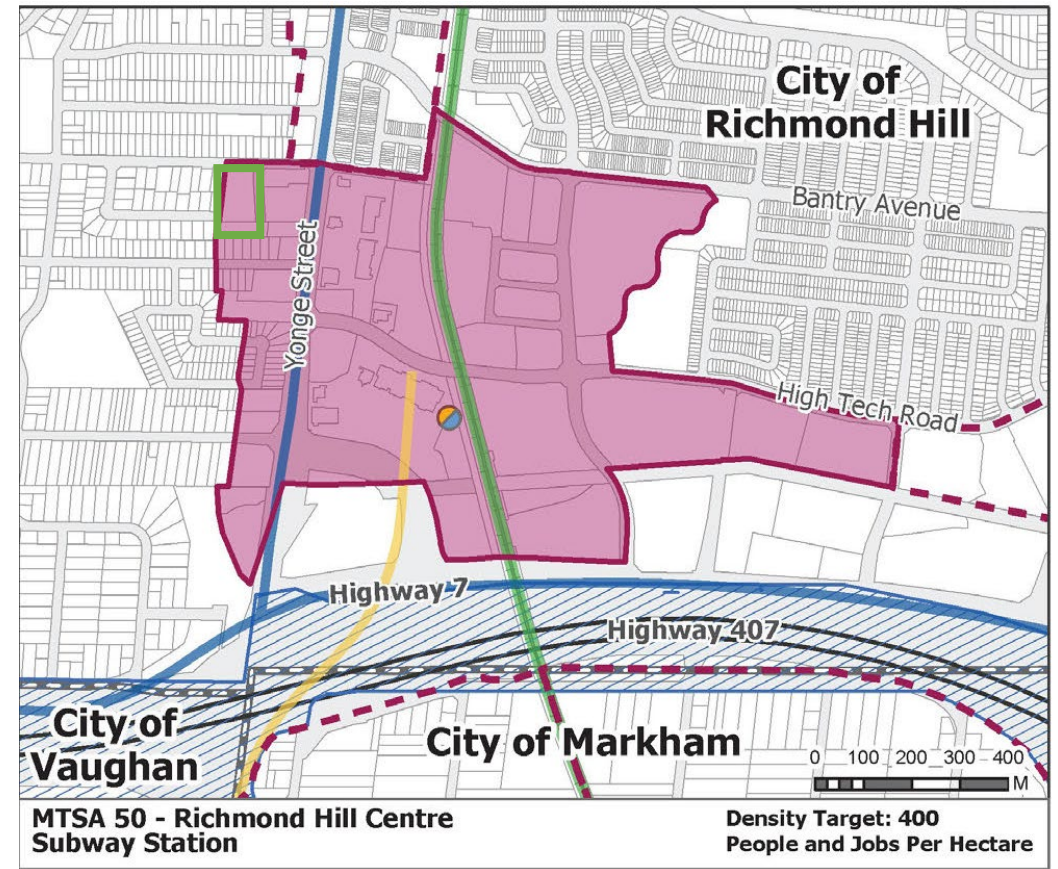 City of
Richmond Hill
Bantry Avenue
Yonge Street
High Tech Road
Highway 7
Highway 407
City of
Vaughan
City of Markham
0 100 200 300 400
M
MTSA 50 - Richmond Hill Centre
Subway Station
Density Target: 400
People and Jobs Per Hectare